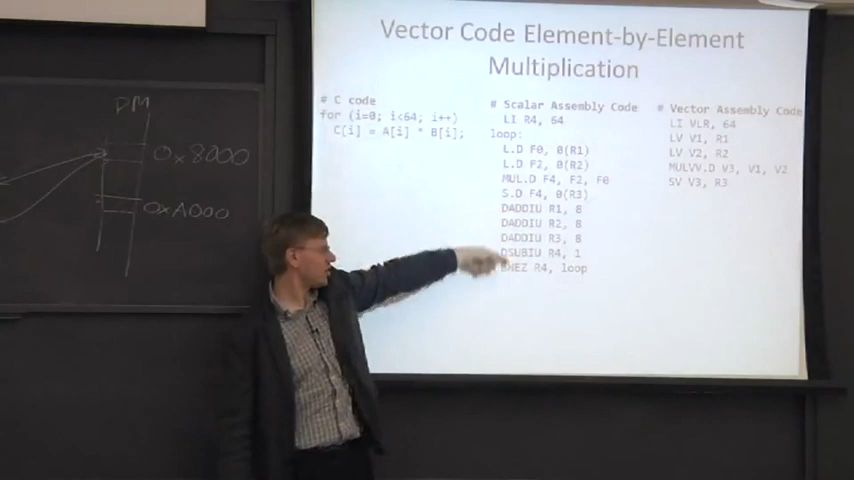 Vector Code Element-by-Element
Multiplication
# C code
for (i=0; i<64; i++)
C[i] = A[i] * B[i];
# Scalar Assembly Code
LI R4, 64
loop:
L.D F0, 0(R1)
L.D F2, 0(R2)
MUL.D F4, F2, F0
S.D F4, 0(R3)
DADDIU R1, 8
DADDIU R2, 8
DADDIU R3, 8
DSUBIU R4, 1
BNEZ R4, loop
# Vector Assembly Code
LI VLR, 64
LV V1, R1
LV V2, R2
MULVV.D V3, V1, V2
SV V3, R3
DM
0x8000
0xA000